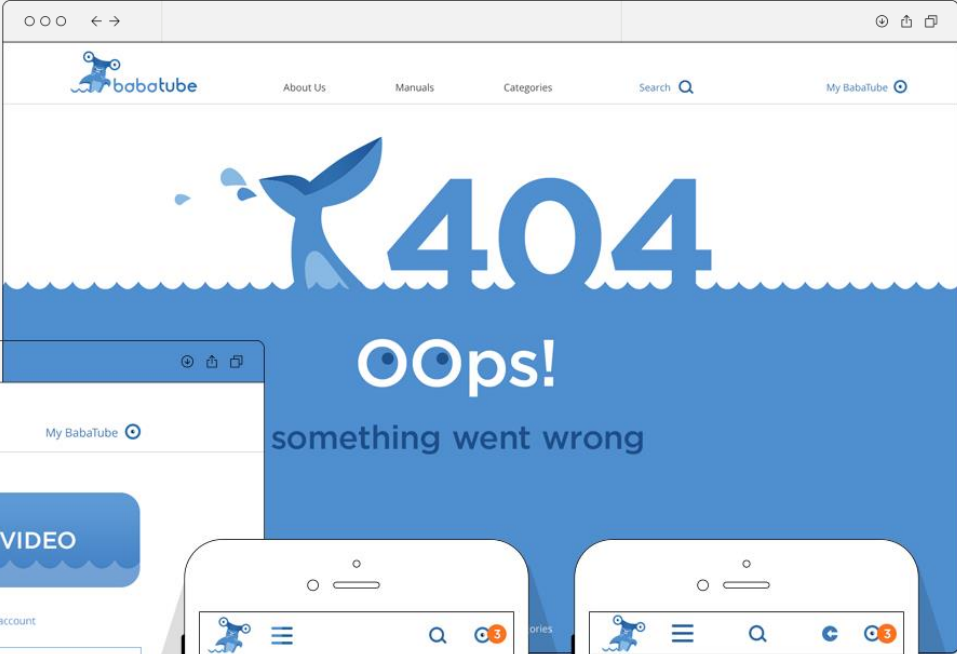 babatube
About Us Manuals Categories Search My BabaTube
404
OOps!
something went wrong
My BabaTube
VIDEO
account
3
ories
3